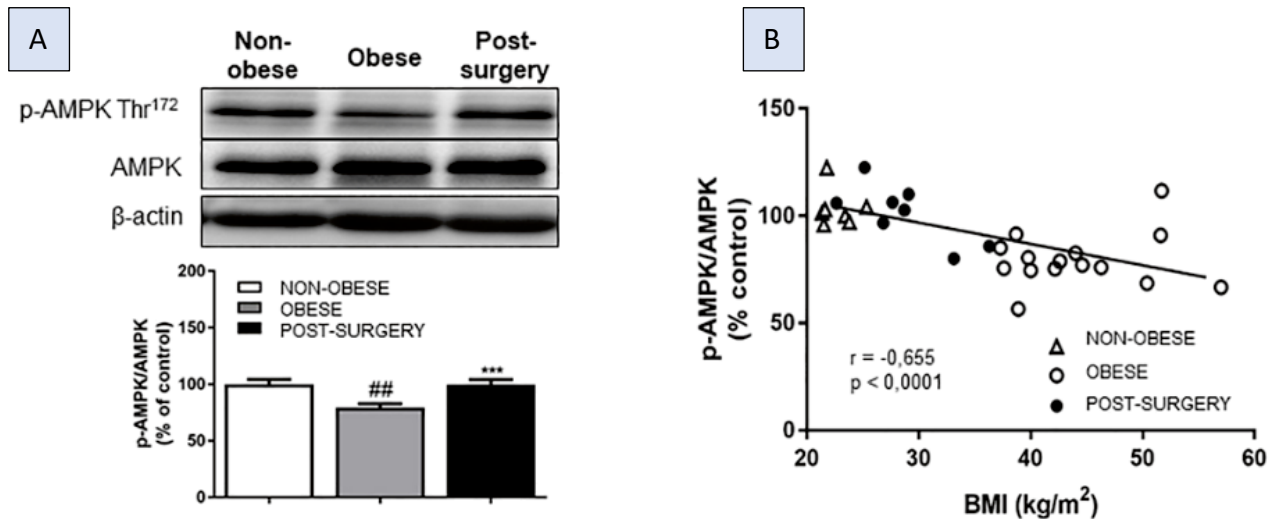 A
Non-
obese
Obese
Post-
surgery
p-AMPK Thr172
AMPK
β-actin
200
150
100
50
0
p-AMPK/AMPK
(% of control)
NON-OBESE
OBESE
POST-SURGERY
##
***
B
150
100
50
0
p-AMPK/AMPK
(% control)
r = -0,655
p < 0,0001
NON-OBESE
OBESE
POST-SURGERY
20 30 40 50 60
BMI (kg/m2)